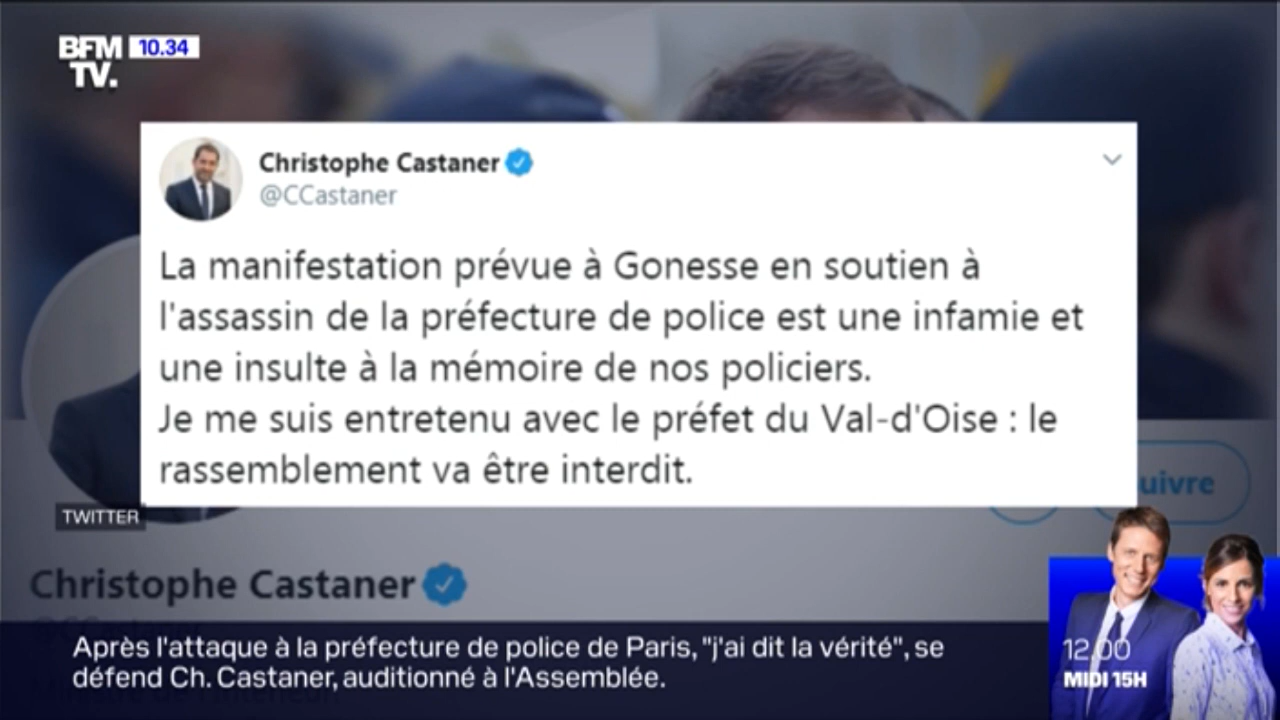 BFM 10.34
TV.
Christophe Castaner
@CCastaner
La manifestation prévue à Gonesse en soutien à
l'assassin de la préfecture de police est une infamie et
une insulte à la mémoire de nos policiers.
Je me suis entretenu avec le préfet du Val-d'Oise : le
rassemblement va être interdit.
uivre
TWITTER
Christophe Castaner
Après l'attaque à la préfecture de police de Paris, "j'ai dit la vérité", se
défend Ch. Castaner, auditionné à l'Assemblée.
12.00
MIDI 15H